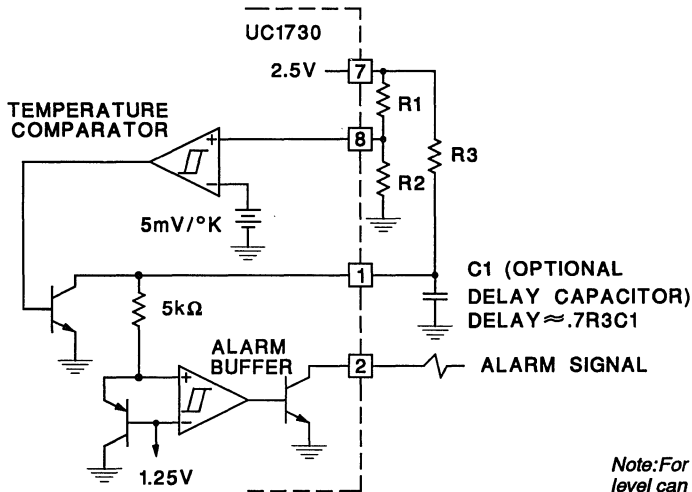 UC1730
2.5V
7
R1
TEMPERATURE
COMPARATOR
+
8
R3
−
R2
5mV/°K
1
C1 (OPTIONAL
DELAY CAPACITOR)
DELAY≈.7R3C1
5kΩ
ALARM
BUFFER
2
ALARM SIGNAL
+
−
1.25V
Note:For
level can